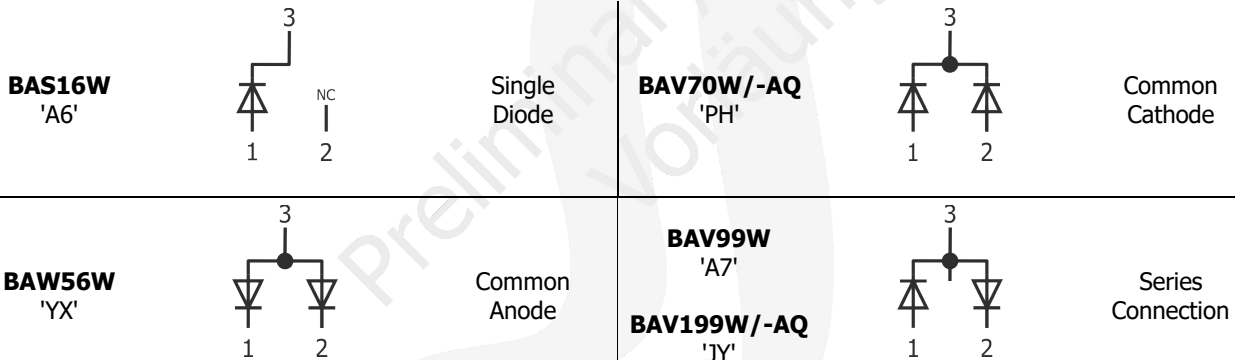 3
BAS16W
'A6'
NC
1 2
Single
Diode
3
BAV70W/-AQ
'PH'
1 2
Common
Cathode
3
BAW56W
'YX'
1 2
Common
Anode
3
BAV99W
'A7'
BAV199W/-AQ
'JY'
1 2
Series
Connection
Preliminary